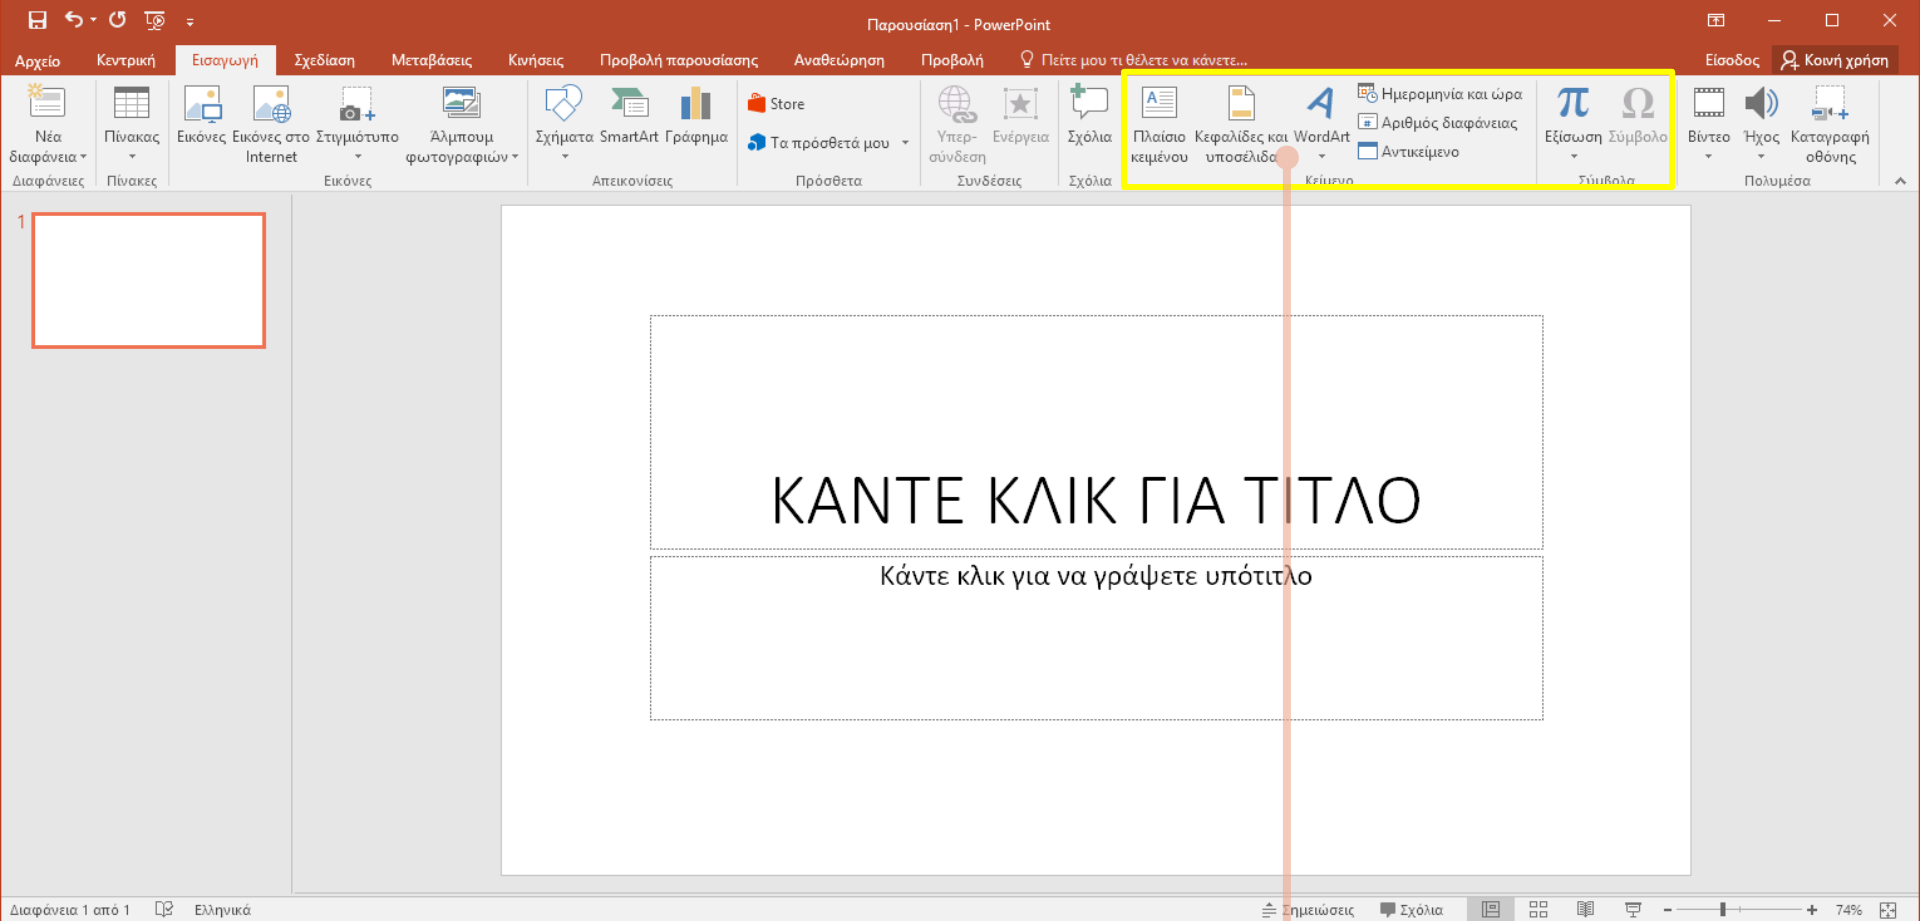 Παρουσίαση1 - PowerPoint
Αρχείο Κεντρική Εισαγωγή Σχεδίαση Μεταβάσεις Κινήσεις Προβολή παρουσίασης Αναθεώρηση Προβολή Πείτε μου τι θέλετε να κάνετε... Είσοδος Κοινή χρήση
Νέα διαφάνεια
Διαφάνειες
Πίνακας
Πίνακες
Εικόνες
Εικόνες στο Internet
Στιγμιότυπο
Άλμπουμ φωτογραφιών
Εικόνες
Σχήματα
SmartArt
Γράφημα
Απεικονίσεις
Store
Τα πρόσθετά μου
Πρόσθετα
Υπερ-
σύνδεση
Ενέργεια
Συνδέσεις
Σχόλια
Σχόλια
Πλαίσιο κειμένου
Κεφαλίδες και υποσέλιδα
WordArt
Ημερομηνία και ώρα
Αριθμός διαφάνειας
Αντικείμενο
Κείμενο
Εξίσωση
Σύμβολο
Σύμβολα
Βίντεο
Ήχος
Καταγραφή οθόνης
Πολυμέσα
1
ΚΑΝΤΕ ΚΛΙΚ ΓΙΑ ΤΙΤΛΟ
Κάντε κλικ για να γράψετε υπότιτλο
Διαφάνεια 1 από 1 Ελληνικά Σημειώσεις Σχόλια 74%